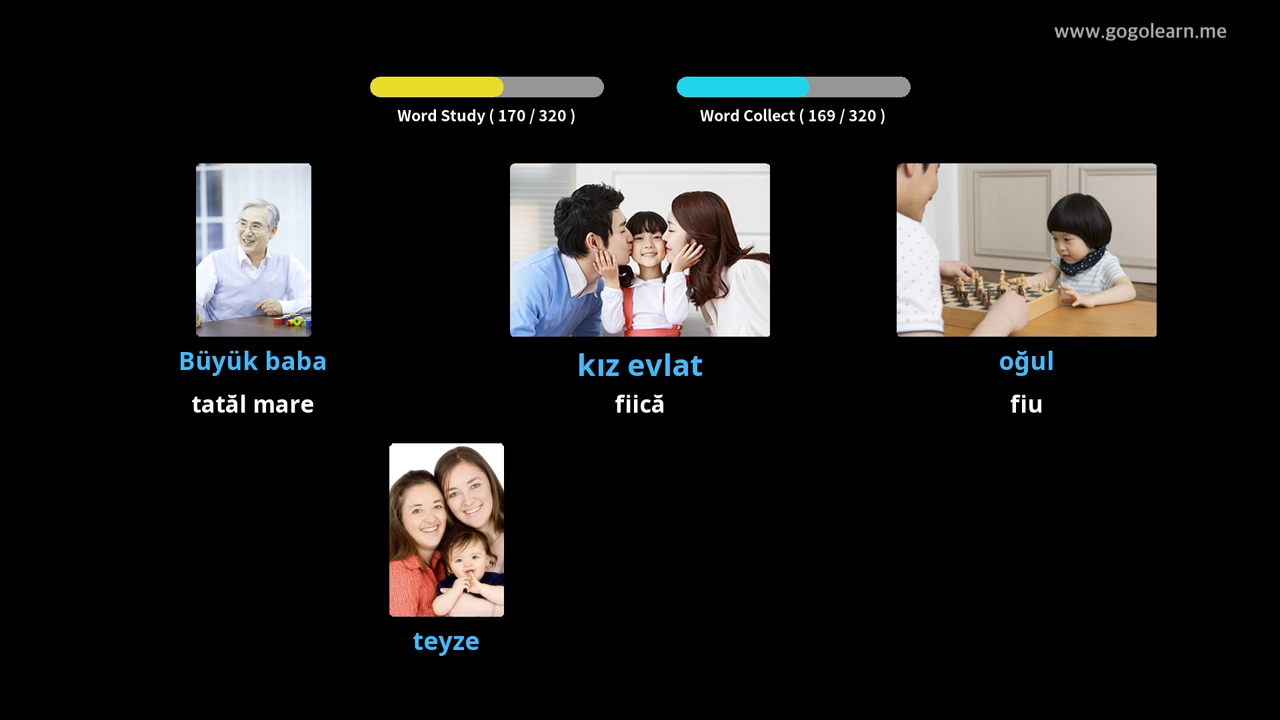 www.gogolearn.me
Word Study ( 170 / 320 )
Word Collect ( 169 / 320 )
Büyük baba
tatăl mare
kız evlat
fiică
oğul
fiu
teyze